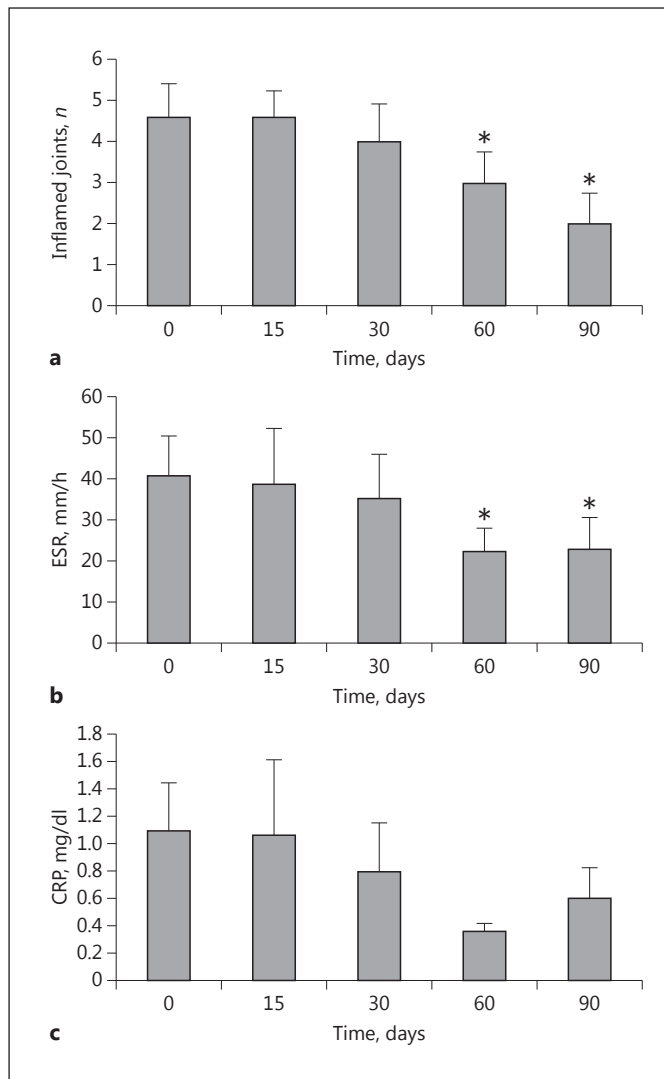 6
5
4
3
2
1
0
Inflamed joints, n
*
*
0 15 30 60 90
Time, days
a
60
50
40
30
20
10
0
ESR, mm/h
*
*
0 15 30 60 90
Time, days
b
1.8
1.6
1.4
1.2
1.0
0.8
0.6
0.4
0.2
0
CRP, mg/dl
0 15 30 60 90
Time, days
c